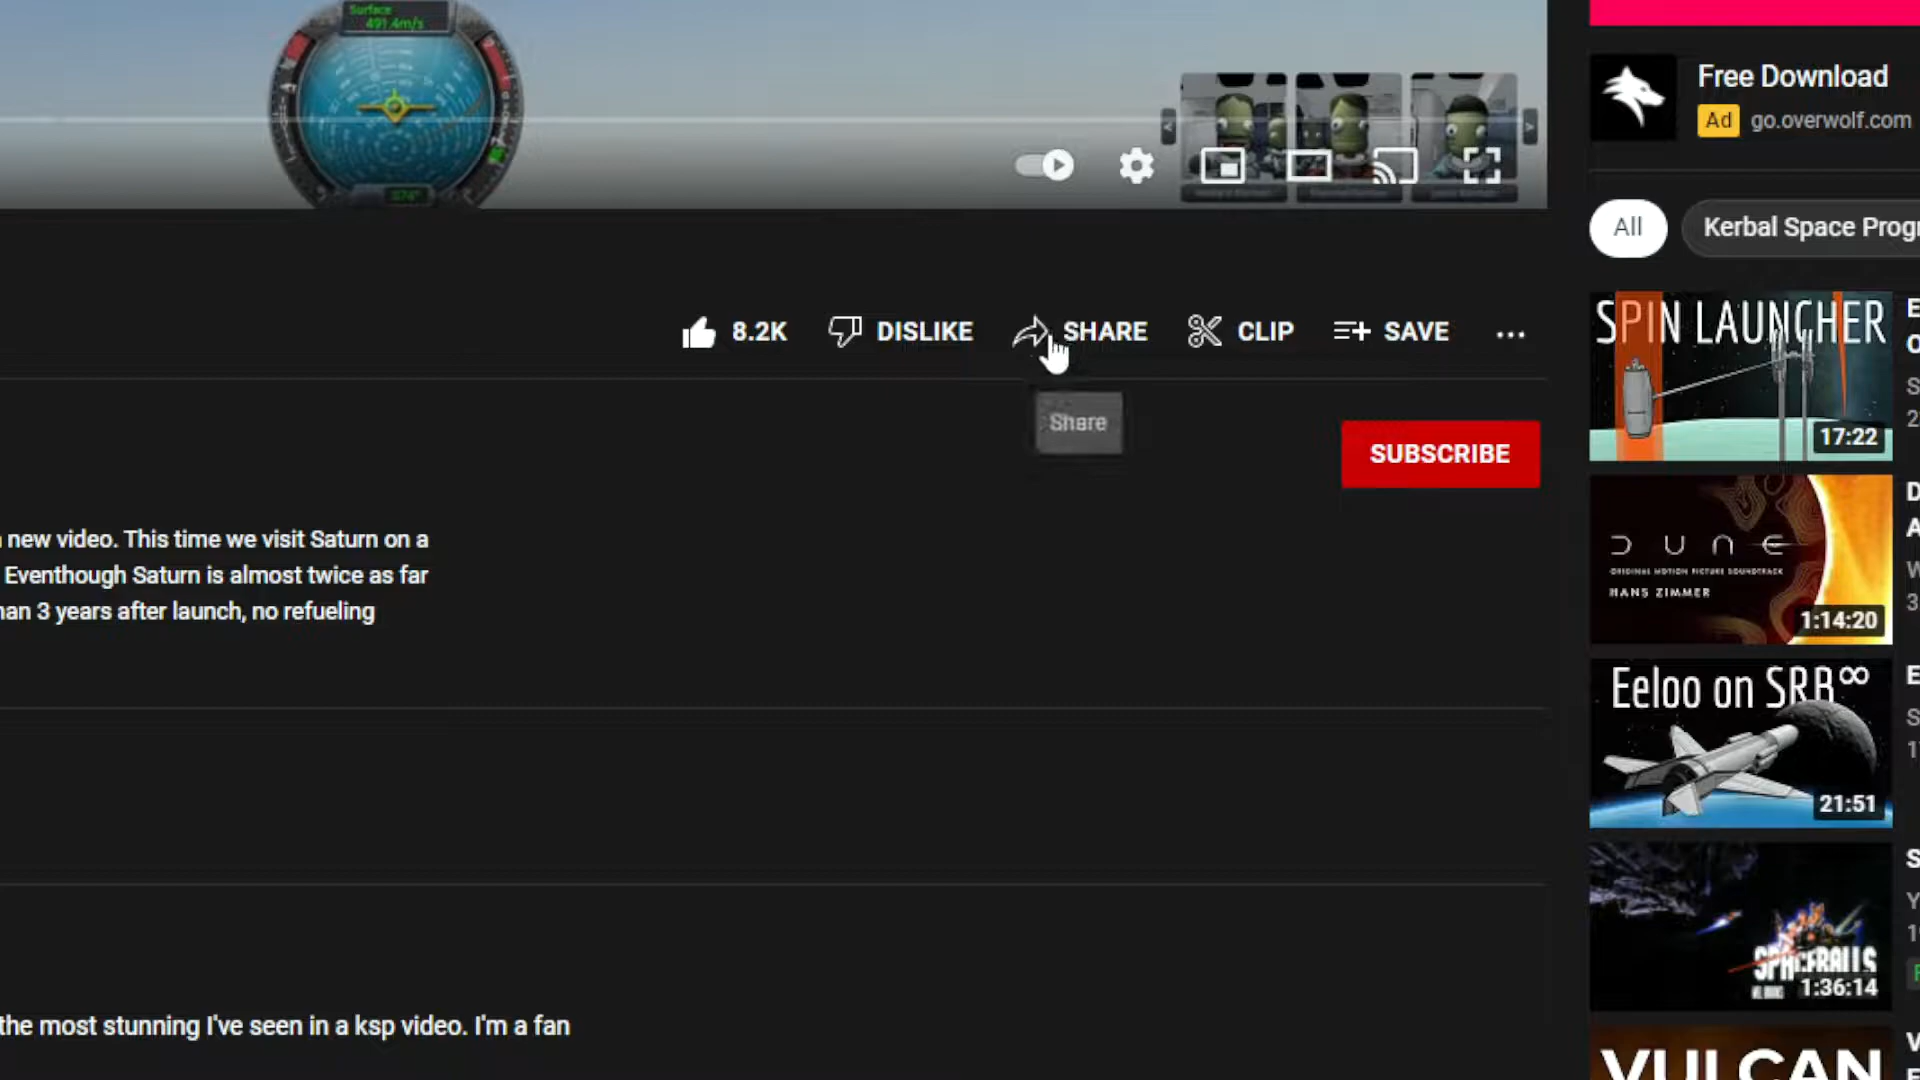 Surface
491.4m/s
Free Download
Ad go.overwolf.com
All
Kerbal Space Progr
8.2K
DISLIKE
SHARE
CLIP
SAVE
Share
SUBSCRIBE
new video. This time we visit Saturn on a
Eventhough Saturn is almost twice as far
han 3 years after launch, no refueling
the most stunning I've seen in a ksp video. I'm a fan
SPIN LAUNCHER
17:22
DUNE
ORIGINAL MOTION PICTURE SOUNDTRACK
HANS ZIMMER
1:14:20
Eeloo on SRB∞
21:51
SPACEBALLS
1:36:14
VULCAN